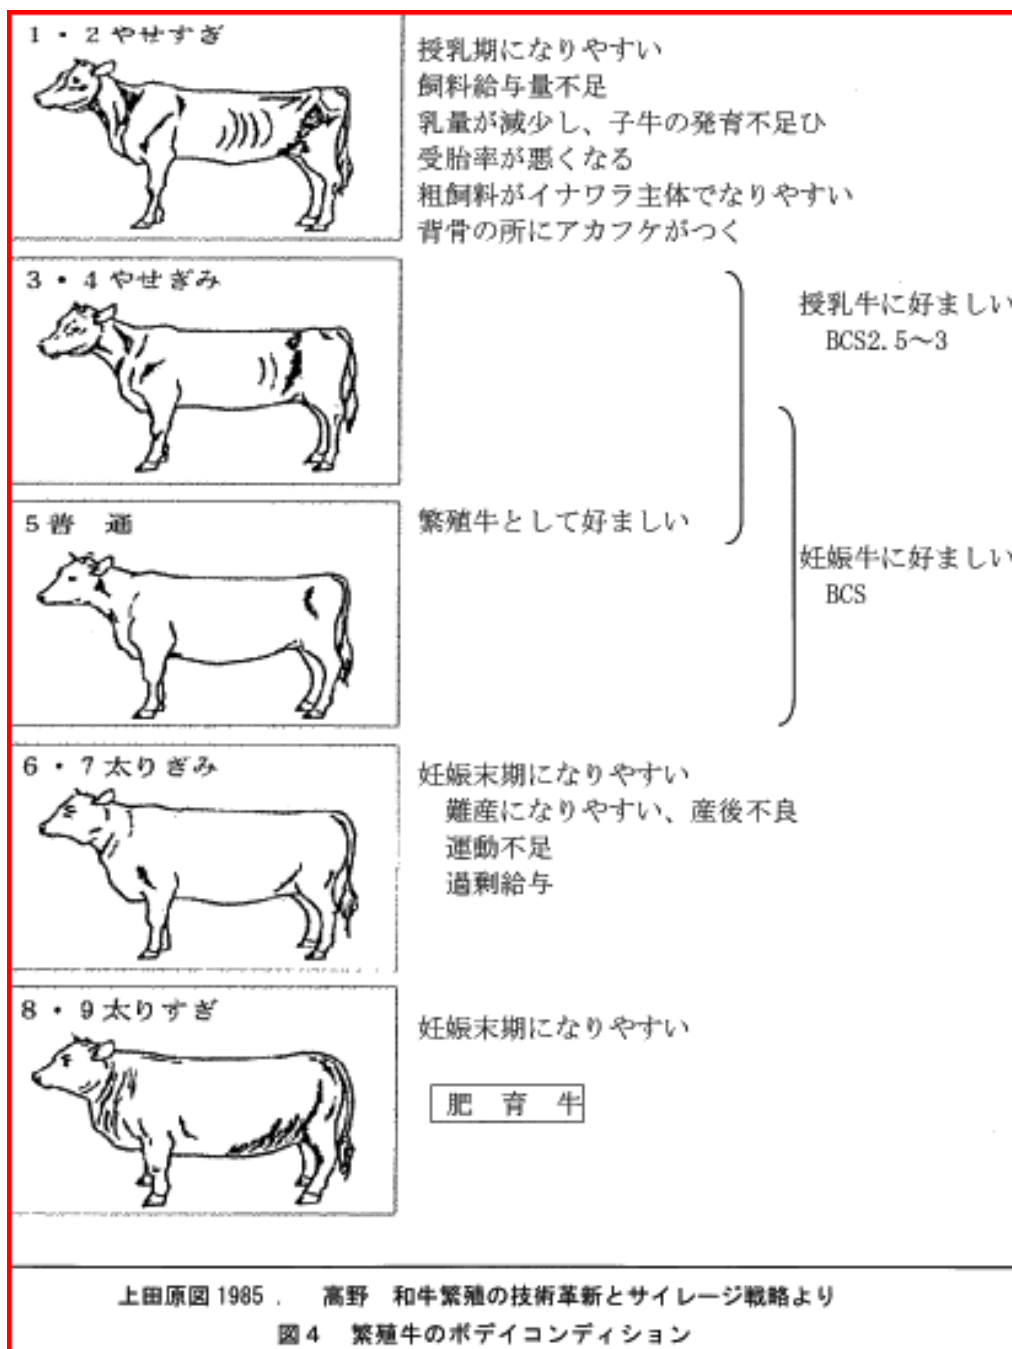 1・2やせすぎ
授乳期になりやすい
飼料給与量不足
乳量が減少し、子牛の発育不足ひ
受胎率が悪くなる
粗飼料がイナワラ主体でなりやすい
背骨の所にアカフケがつく
3・4やせぎみ
授乳牛に好ましい
BCS2.5～3
5普　通
繁殖牛として好ましい
妊娠牛に好ましい
BCS
6・7太りぎみ
妊娠末期になりやすい
難産になりやすい、産後不良
運動不足
過剰給与
8・9太りすぎ
妊娠末期になりやすい
肥　育　牛
上田原図1985．　高野　和牛繁殖の技術革新とサイレージ戦略より
図4　繁殖牛のボデイコンディション